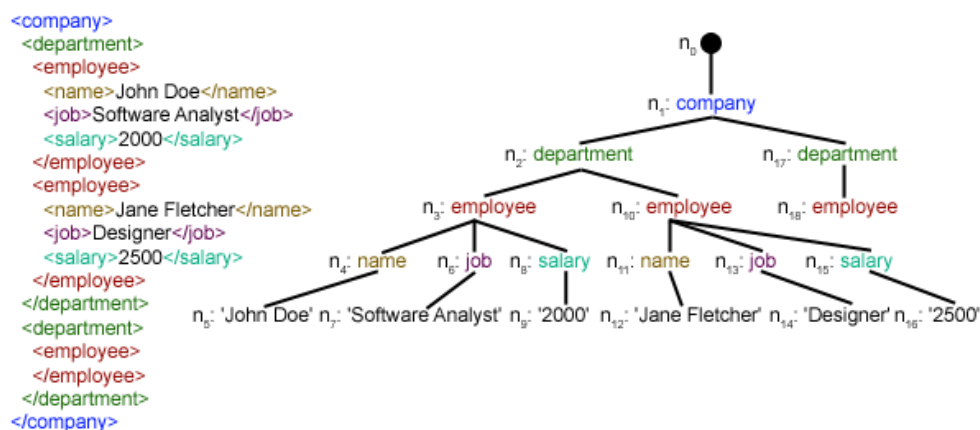 <company>
<department>
<employee>
<name>John Doe</name>
<job>Software Analyst</job>
<salary>2000</salary>
</employee>
<employee>
<name>Jane Fletcher</name>
<job>Designer</job>
<salary>2500</salary>
</employee>
</department>
<department>
<employee>
</employee>
</department>
</company>
n0
n1: company
n2: department n17: department
n3: employee n10: employee n18: employee
n4: name n6: job n8: salary n11: name n13: job n15: salary
n5: 'John Doe' n7: 'Software Analyst' n9: '2000' n12: 'Jane Fletcher' n14: 'Designer' n16: '2500'